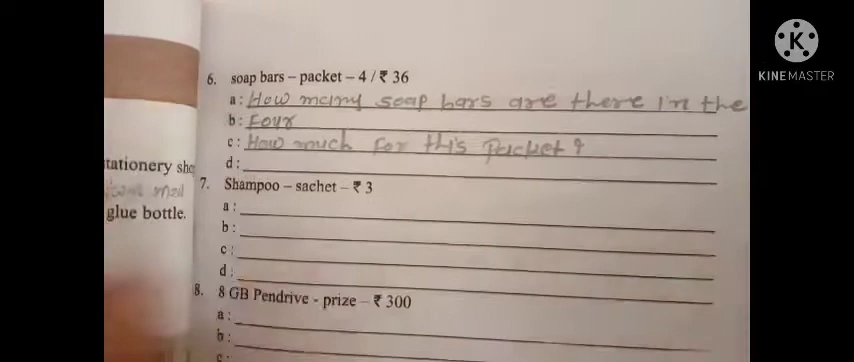 6. soap bars – packet – 4 / ₹ 36
a : How many soap bars are there in the
b : Four
c : How much for this Packet ?
d :
tationery sho
glue bottle.
7. Shampoo – sachet – ₹ 3
a :
b :
c :
d :
8. 8 GB Pendrive - prize – ₹ 300
a :
b :
c :
K
KINEMASTER